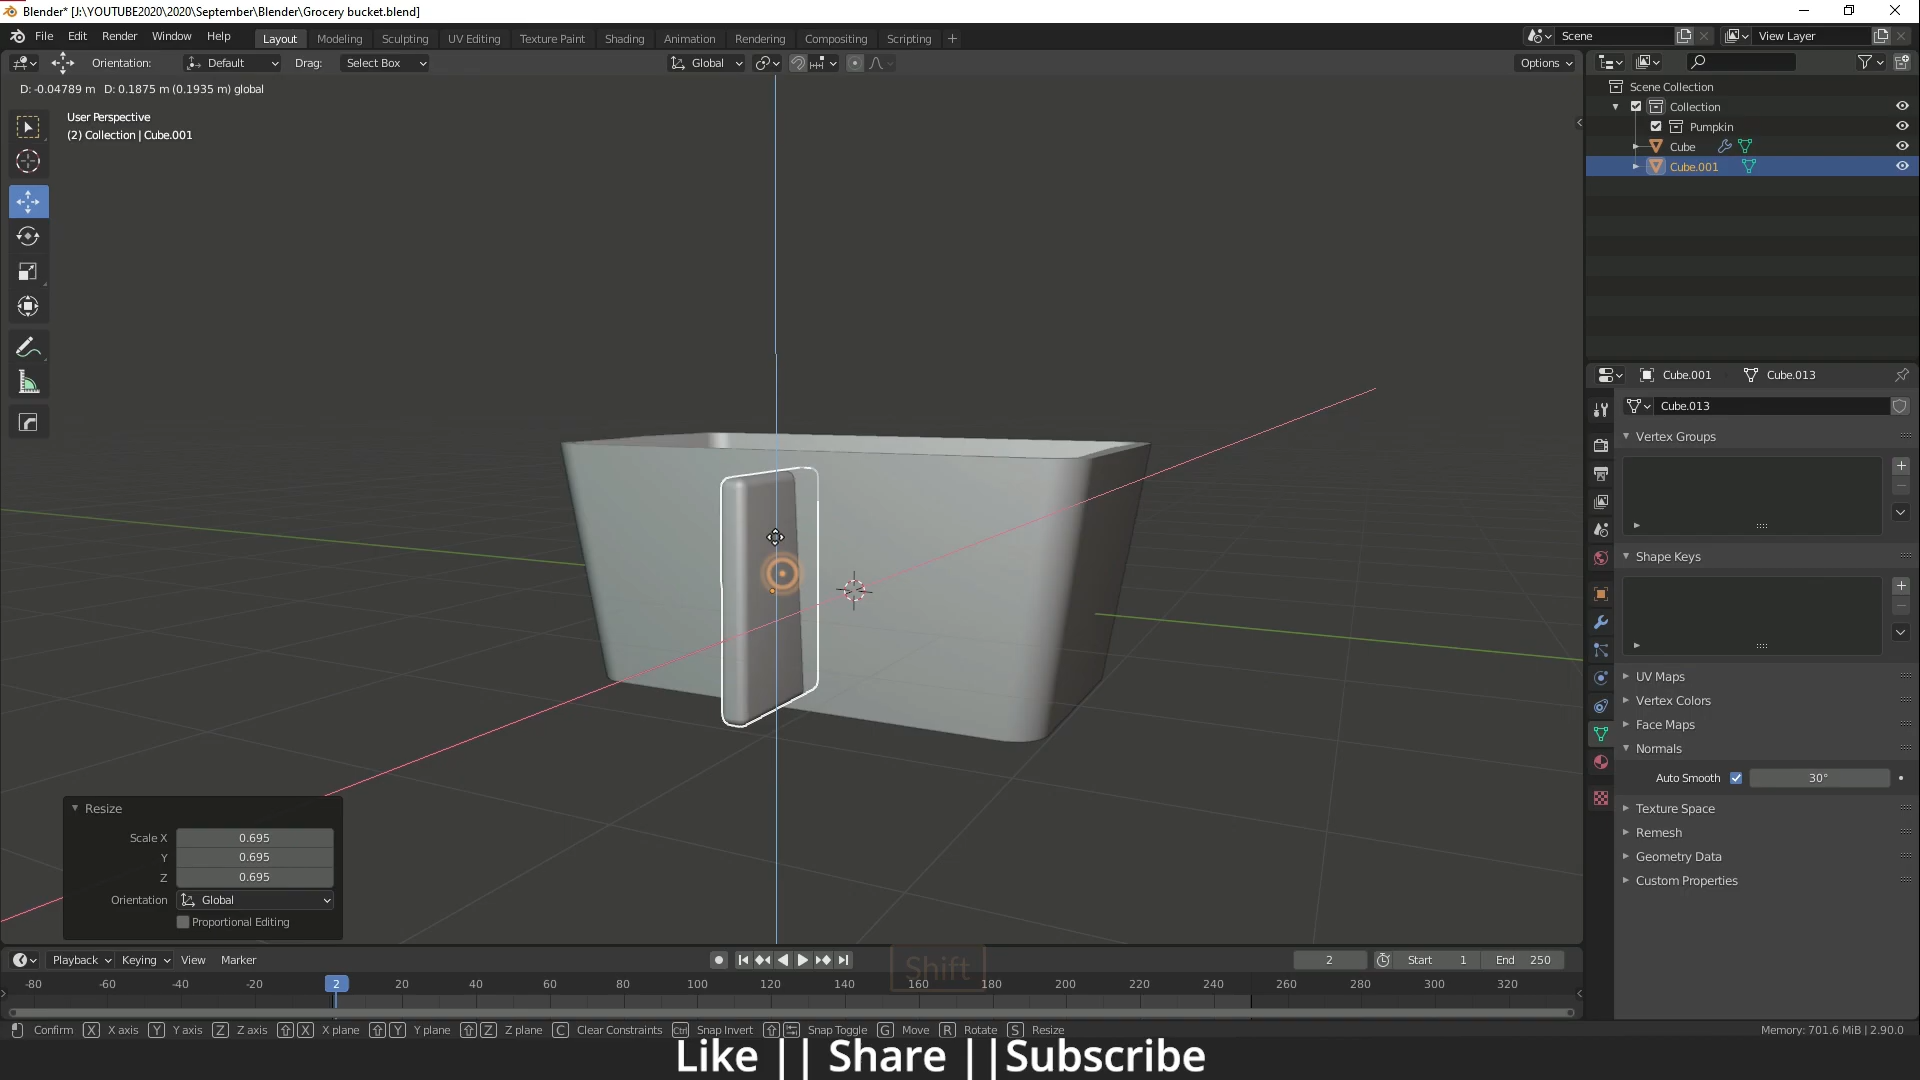 Blender* [J:\YOUTUBE2020\2020\September\Blender\Grocery bucket.blend]
File Edit Render Window Help Layout Modeling Sculpting UV Editing Texture Paint Shading Animation Rendering Compositing Scripting + Scene View Layer
Orientation: Default Drag: Select Box Global Options
D: -0.04789 m D: 0.1875 m (0.1935 m) global
User Perspective
(2) Collection | Cube.001
Scene Collection
Collection
Pumpkin
Cube
Cube.001
Cube.001 Cube.013
Cube.013
Vertex Groups
Shape Keys
UV Maps
Vertex Colors
Face Maps
Normals
Auto Smooth 30°
Texture Space
Remesh
Geometry Data
Custom Properties
Resize
Scale X 0.695
Y 0.695
Z 0.695
Orientation Global
Proportional Editing
Playback Keying View Marker 2 Start 1 End 250
Shift
-80 -60 -40 -20 2 20 40 60 80 100 120 140 160 180 200 220 240 260 280 300 320
Confirm X X axis Y Y axis Z Z axis X X plane Y Y plane Z Z plane C Clear Constraints Ctrl Snap Invert Snap Toggle G Move R Rotate S Resize Memory: 701.6 MiB | 2.90.0
Like || Share ||Subscribe